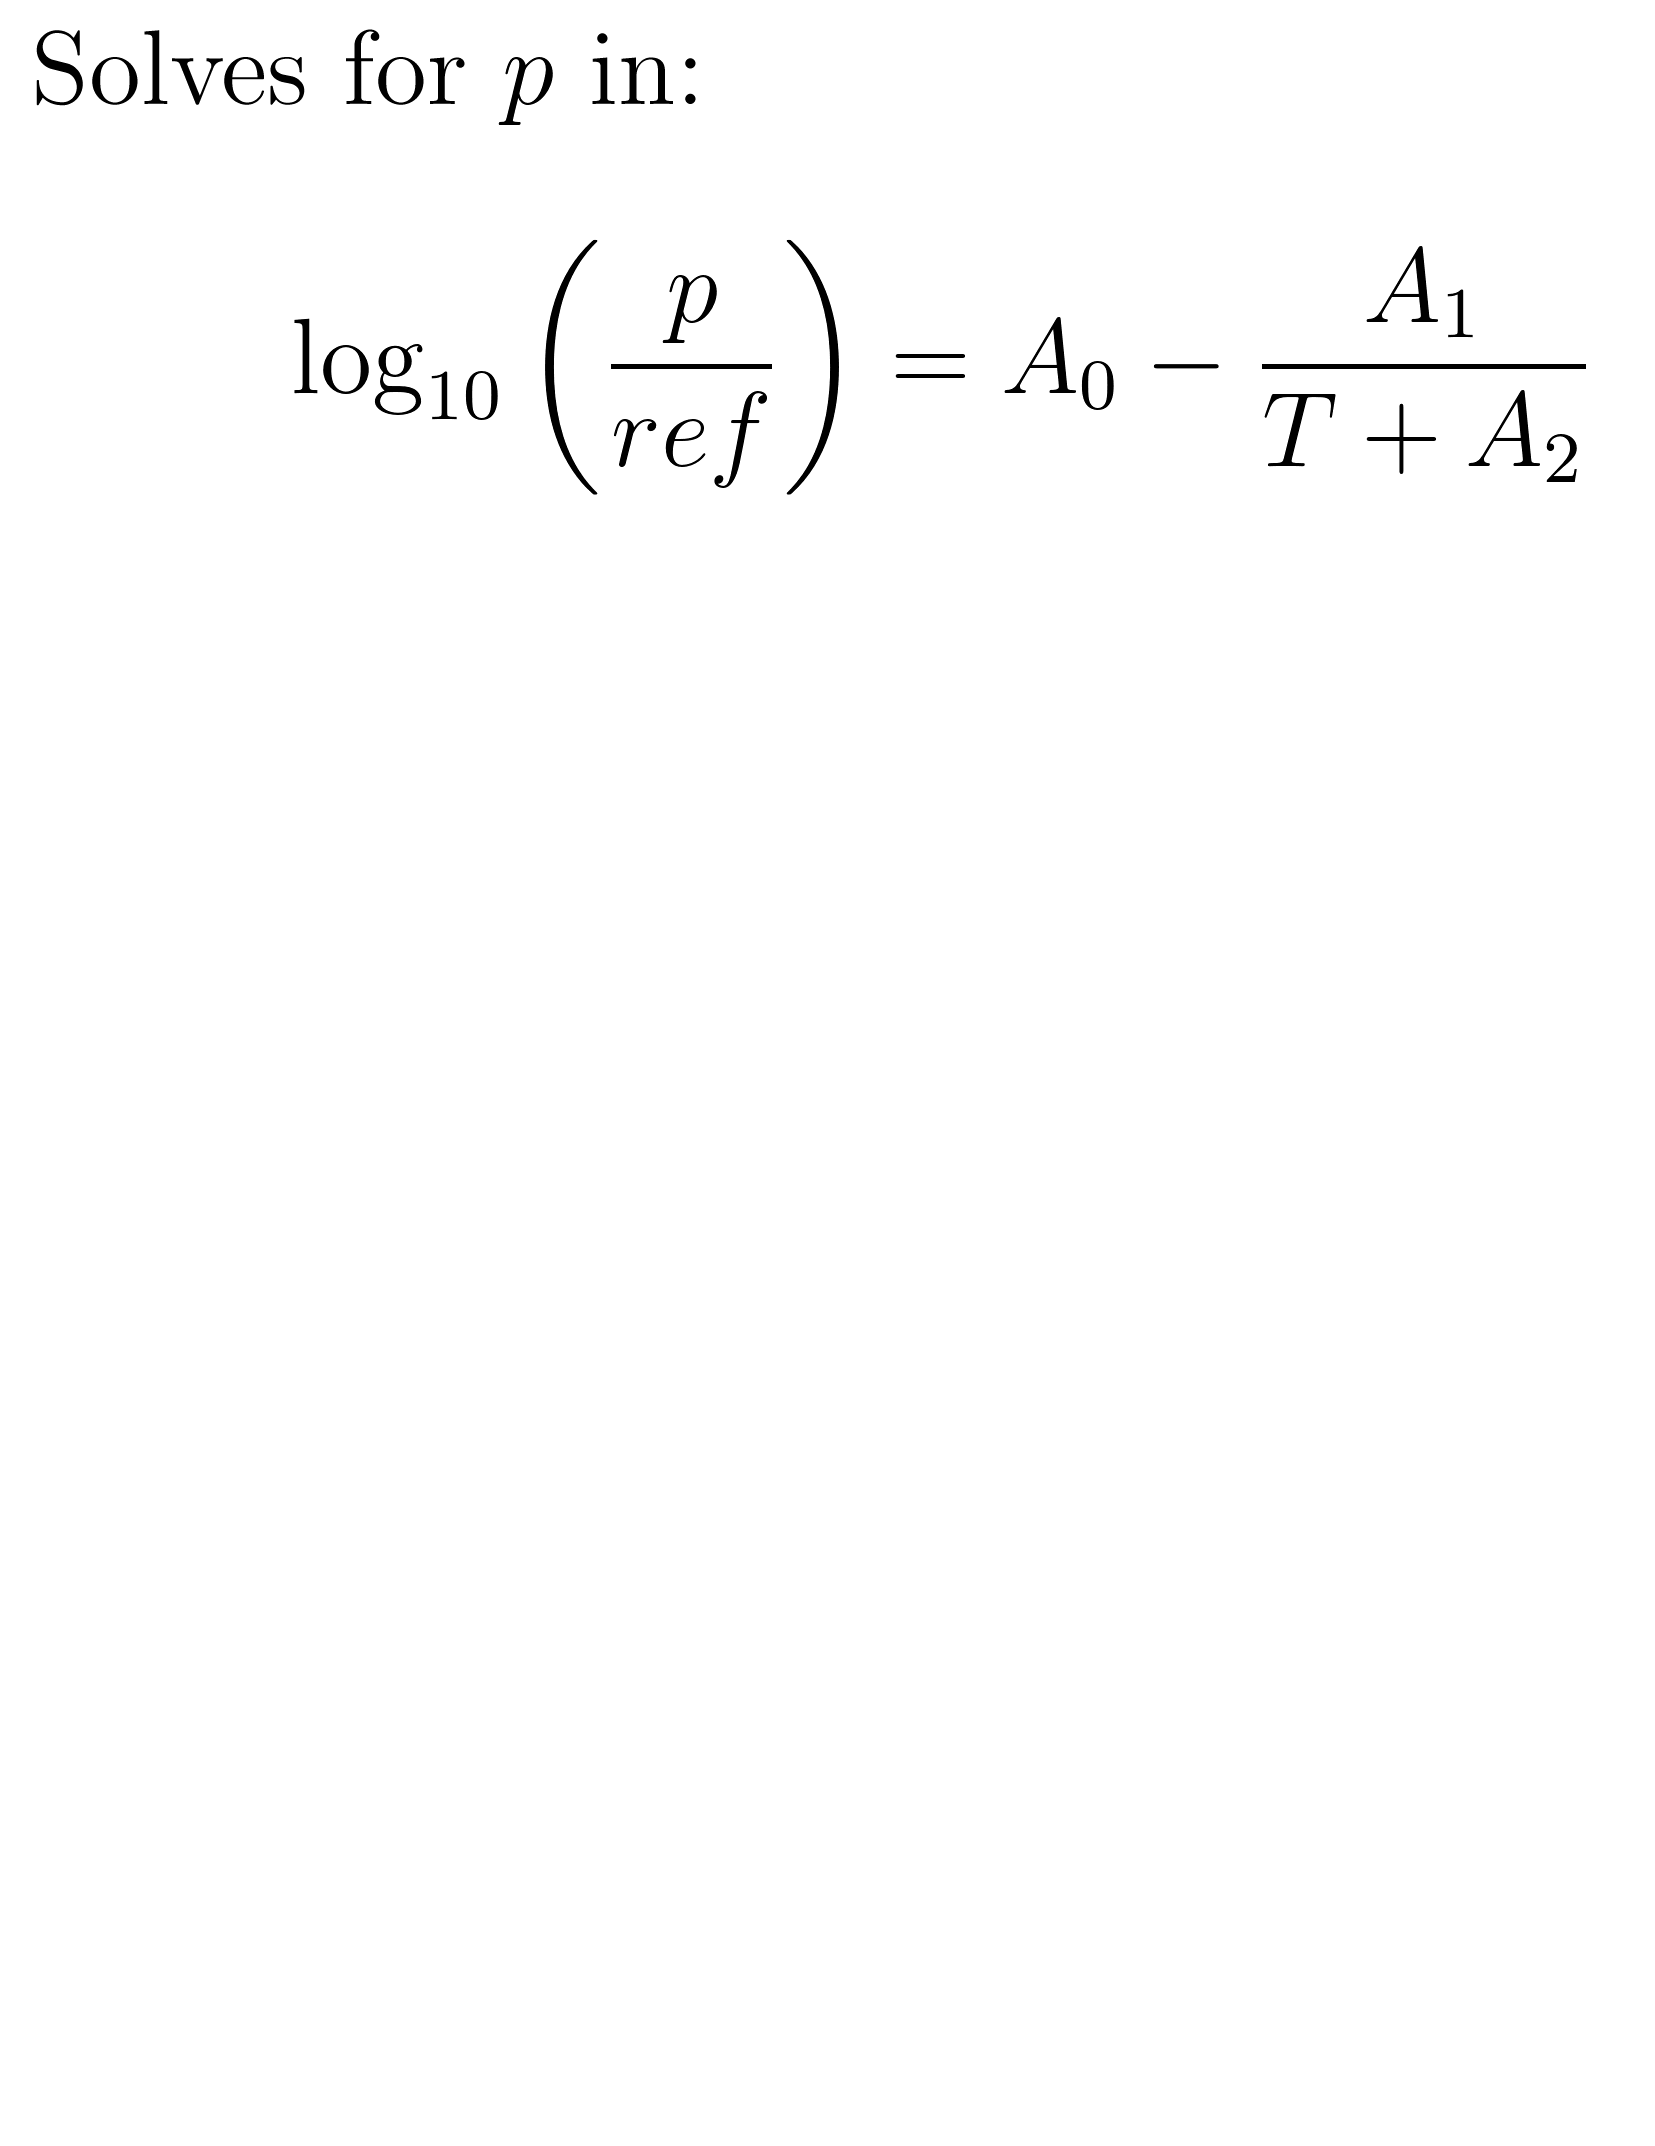 Solves for p in:
log₁₀ (p/ref) = A₀ − A₁/(T + A₂)